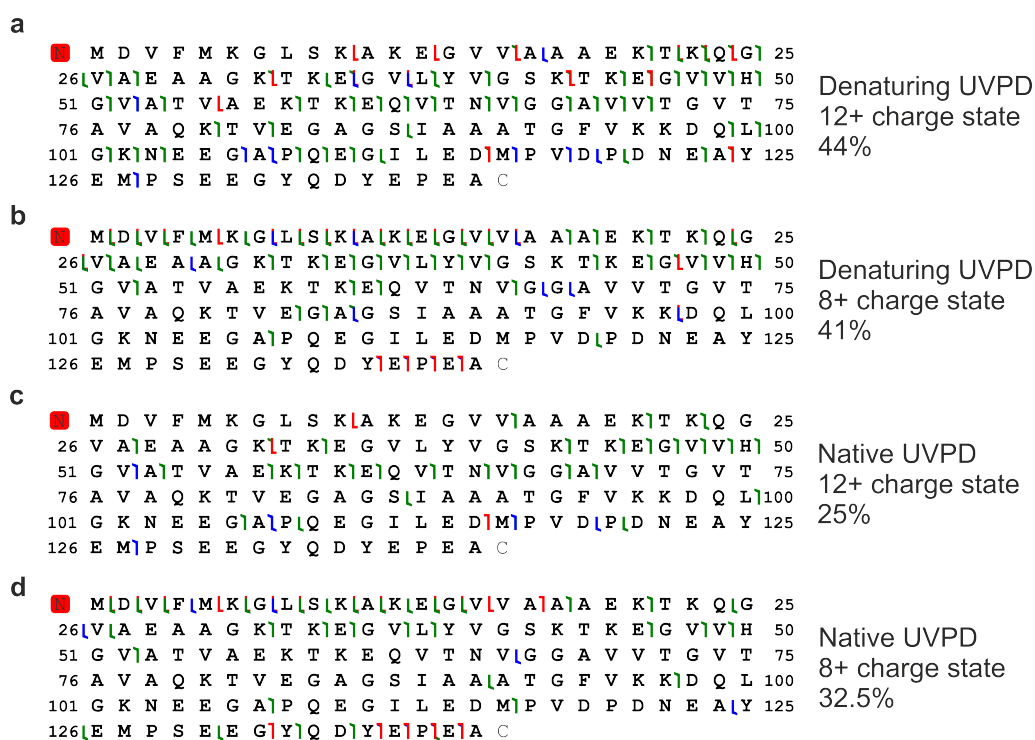 a
N M D V F M K G L S K A K E G V V A A A E K T K Q G 25
26 V A E A A G K T K E G V L Y V G S K T K E G V V H 50
51 G V A T V A E K T K E Q V T N V G G A V V T G V T 75
76 A V A Q K T V E G A G S I A A A T G F V K K D Q L 100
101 G K N E E G A P Q E G I L E D M P V D P D N E A Y 125
126 E M P S E E G Y Q D Y E P E A C
Denaturing UVPD
12+ charge state
44%
b
N M D V F M K G L S K A K E G V V A A A E K T K Q G 25
26 V A E A A G K T K E G V L Y V G S K T K E G V V H 50
51 G V A T V A E K T K E Q V T N V G G A V V T G V T 75
76 A V A Q K T V E G A G S I A A A T G F V K K D Q L 100
101 G K N E E G A P Q E G I L E D M P V D P D N E A Y 125
126 E M P S E E G Y Q D Y E P E A C
Denaturing UVPD
8+ charge state
41%
c
N M D V F M K G L S K A K E G V V A A A E K T K Q G 25
26 V A E A A G K T K E G V L Y V G S K T K E G V V H 50
51 G V A T V A E K T K E Q V T N V G G A V V T G V T 75
76 A V A Q K T V E G A G S I A A A T G F V K K D Q L 100
101 G K N E E G A P Q E G I L E D M P V D P D N E A Y 125
126 E M P S E E G Y Q D Y E P E A C
Native UVPD
12+ charge state
25%
d
N M D V F M K G L S K A K E G V V A A A E K T K Q G 25
26 V A E A A G K T K E G V L Y V G S K T K E G V V H 50
51 G V A T V A E K T K E Q V T N V G G A V V T G V T 75
76 A V A Q K T V E G A G S I A A A T G F V K K D Q L 100
101 G K N E E G A P Q E G I L E D M P V D P D N E A Y 125
126 E M P S E E G Y Q D Y E P E A C
Native UVPD
8+ charge state
32.5%